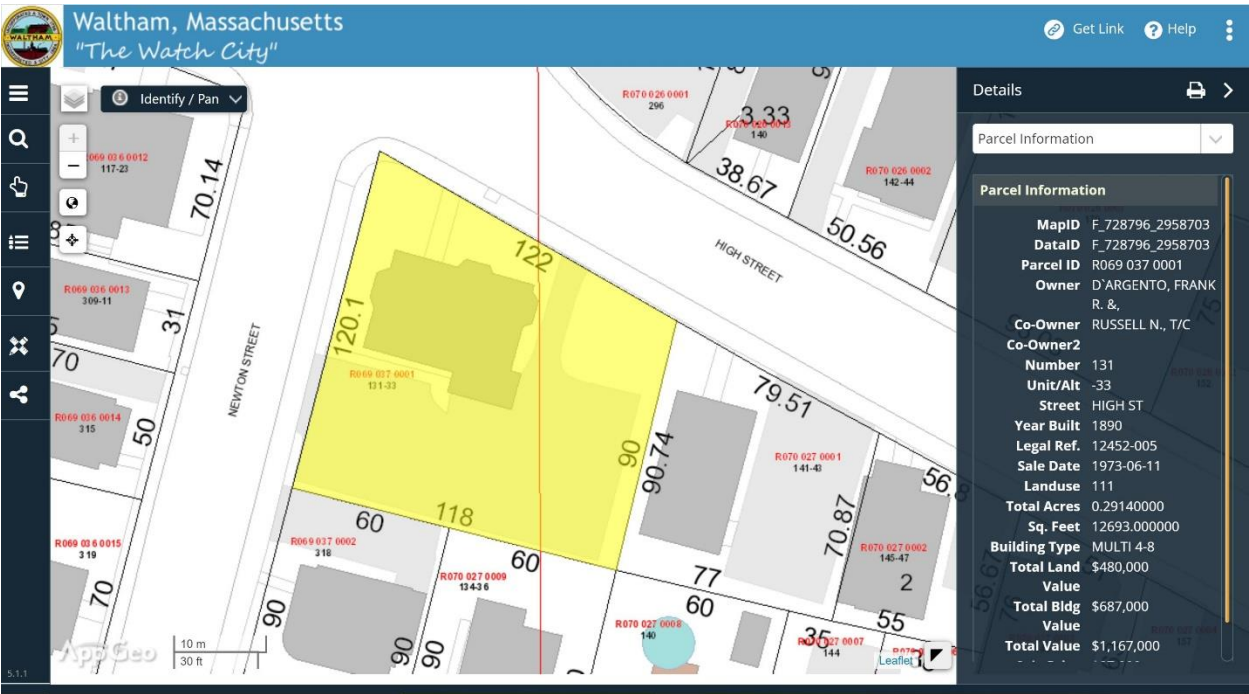 Waltham, Massachusetts
"The Watch City"
Get Link
Help
WALTHAM
Identify / Pan
R069 036 0012
117-23
70.14
R069 036 0013
309-11
31
70
R069 036 0014
315
50
R069 036 0015
319
70
NEWTON STREET
120.1
122
R069 037 0001
131-33
90
118
60
R069 037 0002
318
90
60
R070 027 0009
134-36
90
90
R070 026 0001
296
3.33
140
38.67
R070 026 0002
142-44
50.56
HIGH STREET
79.51
90.74
R070 027 0001
141-43
56.8
70.87
R070 027 0002
145-47
2
77
60
55
R070 027 0008
140
35
R070 027 0007
144
10 m
30 ft
AppGeo
Leaflet
5.1.1
Details
Parcel Information
Parcel Information
MapID F_728796_2958703
DataID F_728796_2958703
Parcel ID R069 037 0001
Owner D`ARGENTO, FRANK
R. &,
Co-Owner RUSSELL N., T/C
Co-Owner2
Number 131
Unit/Alt -33
Street HIGH ST
Year Built 1890
Legal Ref. 12452-005
Sale Date 1973-06-11
Landuse 111
Total Acres 0.29140000
Sq. Feet 12693.000000
Building Type MULTI 4-8
Total Land $480,000
Value
Total Bldg $687,000
Value
Total Value $1,167,000